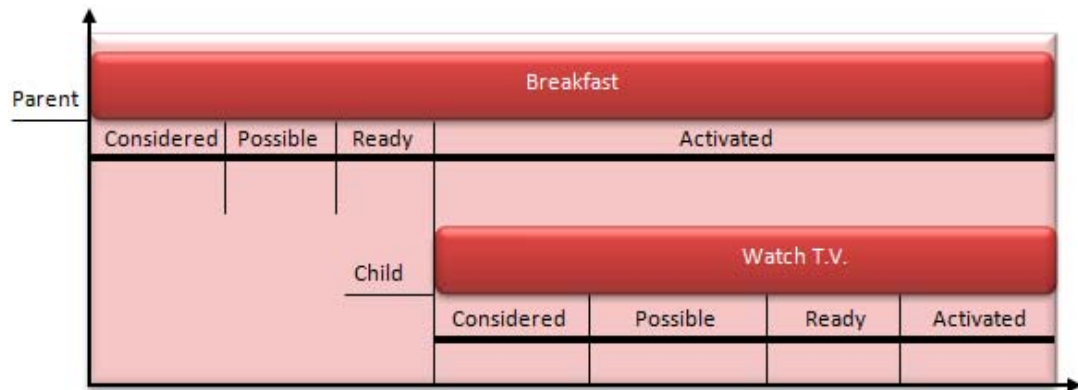 Breakfast
Parent
Considered Possible Ready Activated
Watch T.V.
Child
Considered Possible Ready Activated